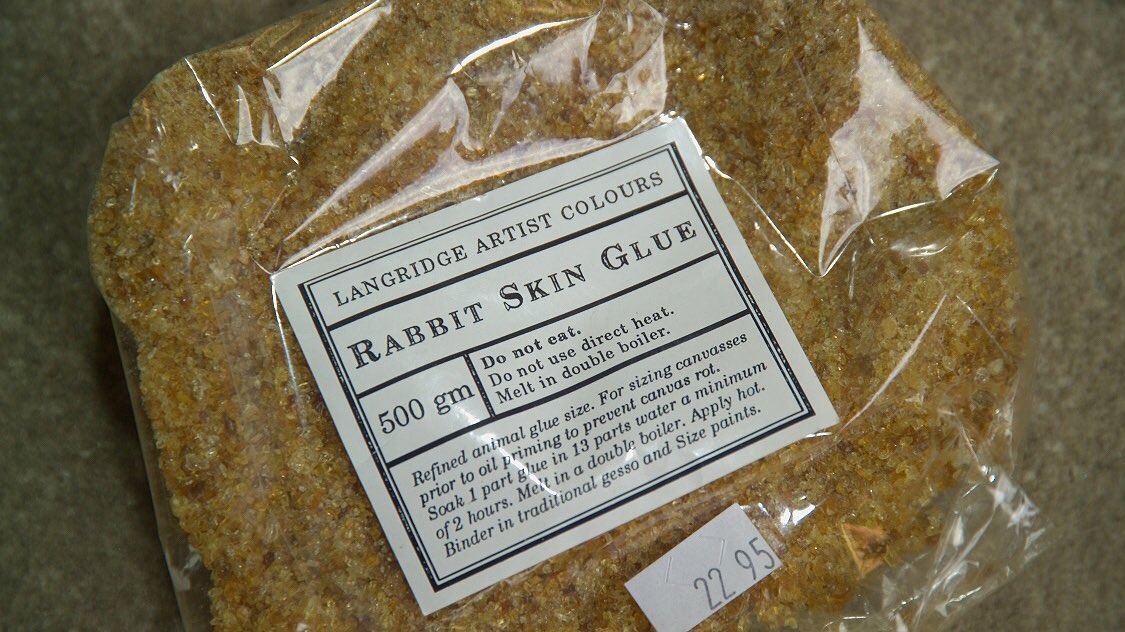 LANGRIDGE ARTIST COLOURS
RABBIT SKIN GLUE
500 gm
Do not eat.
Do not use direct heat.
Melt in double boiler.
Refined animal glue size. For sizing canvasses
prior to oil priming to prevent canvas rot.
Soak 1 part glue in 13 parts water a minimum
of 2 hours. Melt in a double boiler. Apply hot.
Binder in traditional gesso and Size paints.
22 95